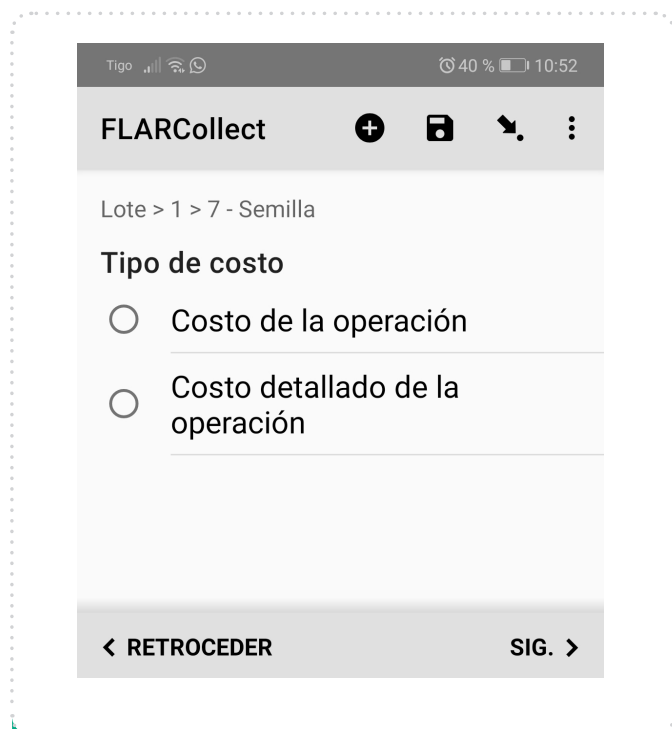 Tigo 40 % 10:52
FLARCollect
Lote > 1 > 7 - Semilla
Tipo de costo
Costo de la operación
Costo detallado de la
operación
< RETROCEDER SIG. >